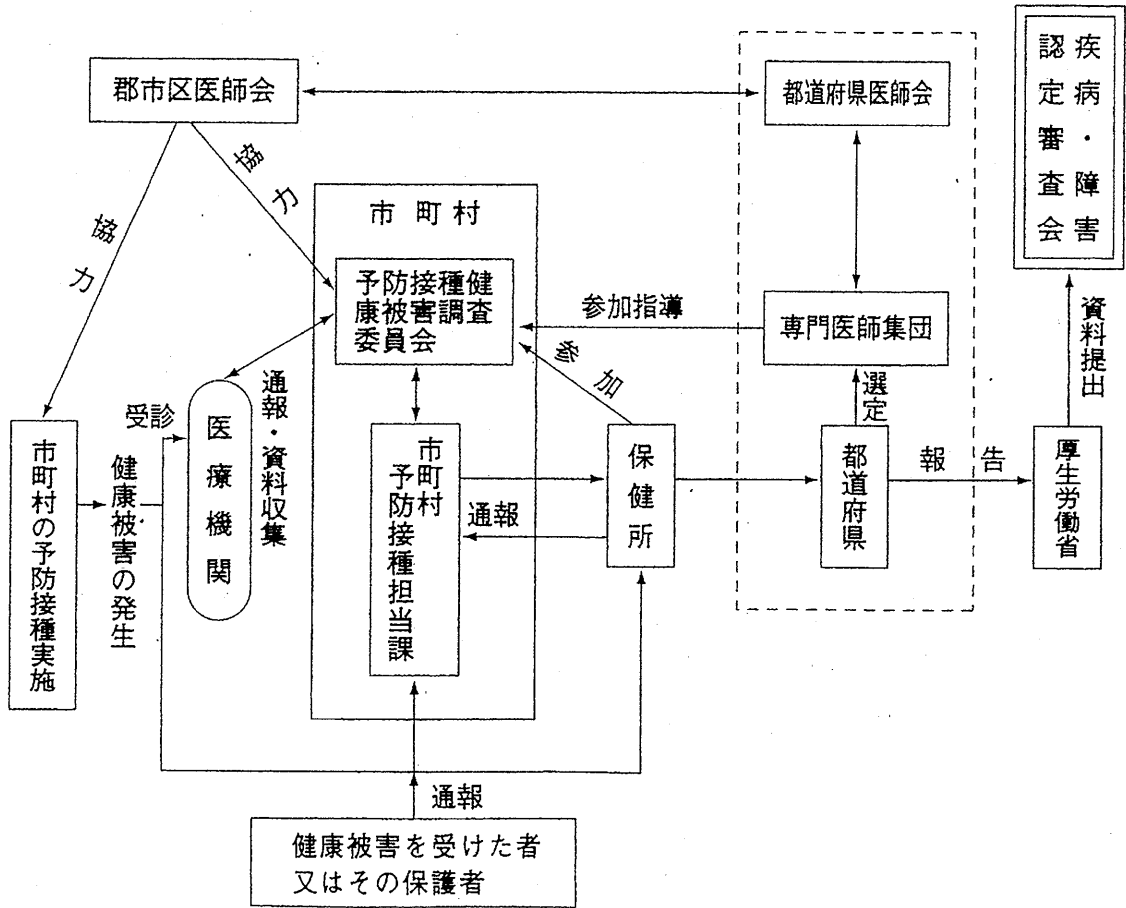 郡市区医師会
都道府県医師会
疾病・障害
認定審査会
協力
協力
市町村
予防接種健
康被害調査
委員会
参加指導
専門医師集団
資料提出
参加
選定
通報・資料収集
受診
医療機関
市町村
予防接種担当課
保健所
都道府県
報告
厚生労働省
市町村の予防接種実施
健康被害の発生
通報
通報
健康被害を受けた者
又はその保護者